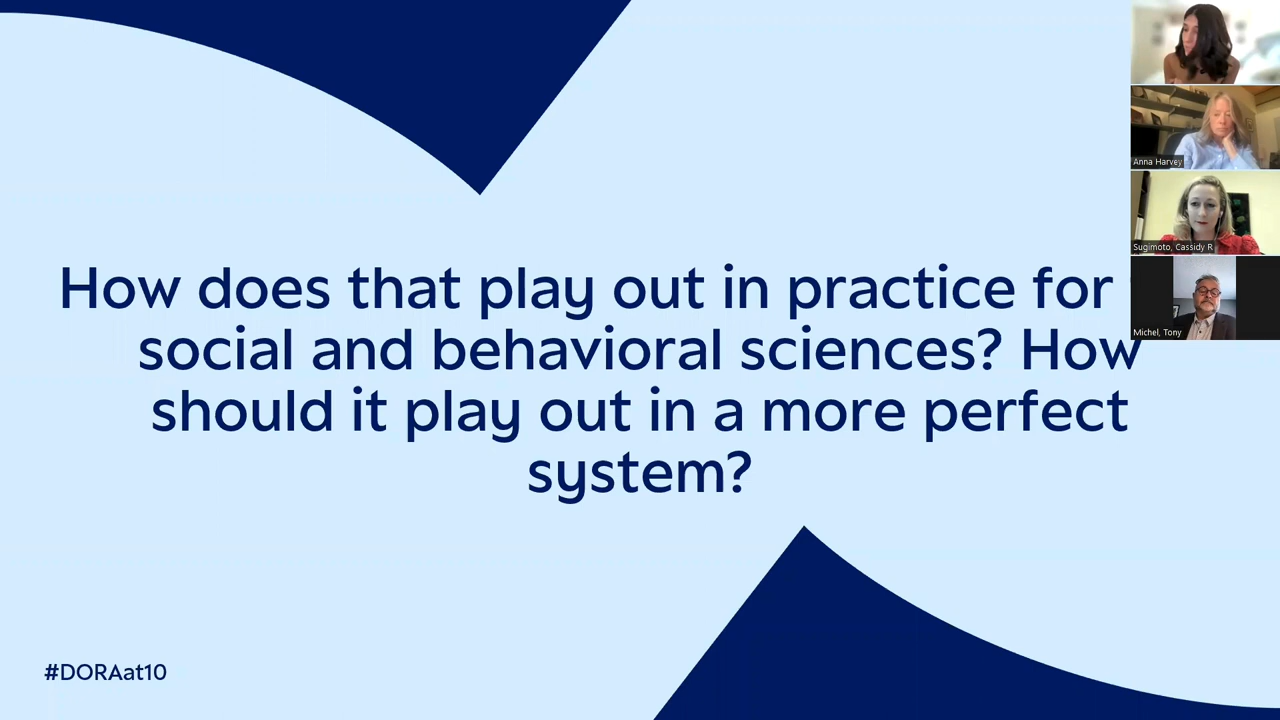 How does that play out in practice for
social and behavioral sciences? How
should it play out in a more perfect
system?
#DORAat10
Anna Harvey
Sugimoto, Cassidy R
Michel, Tony